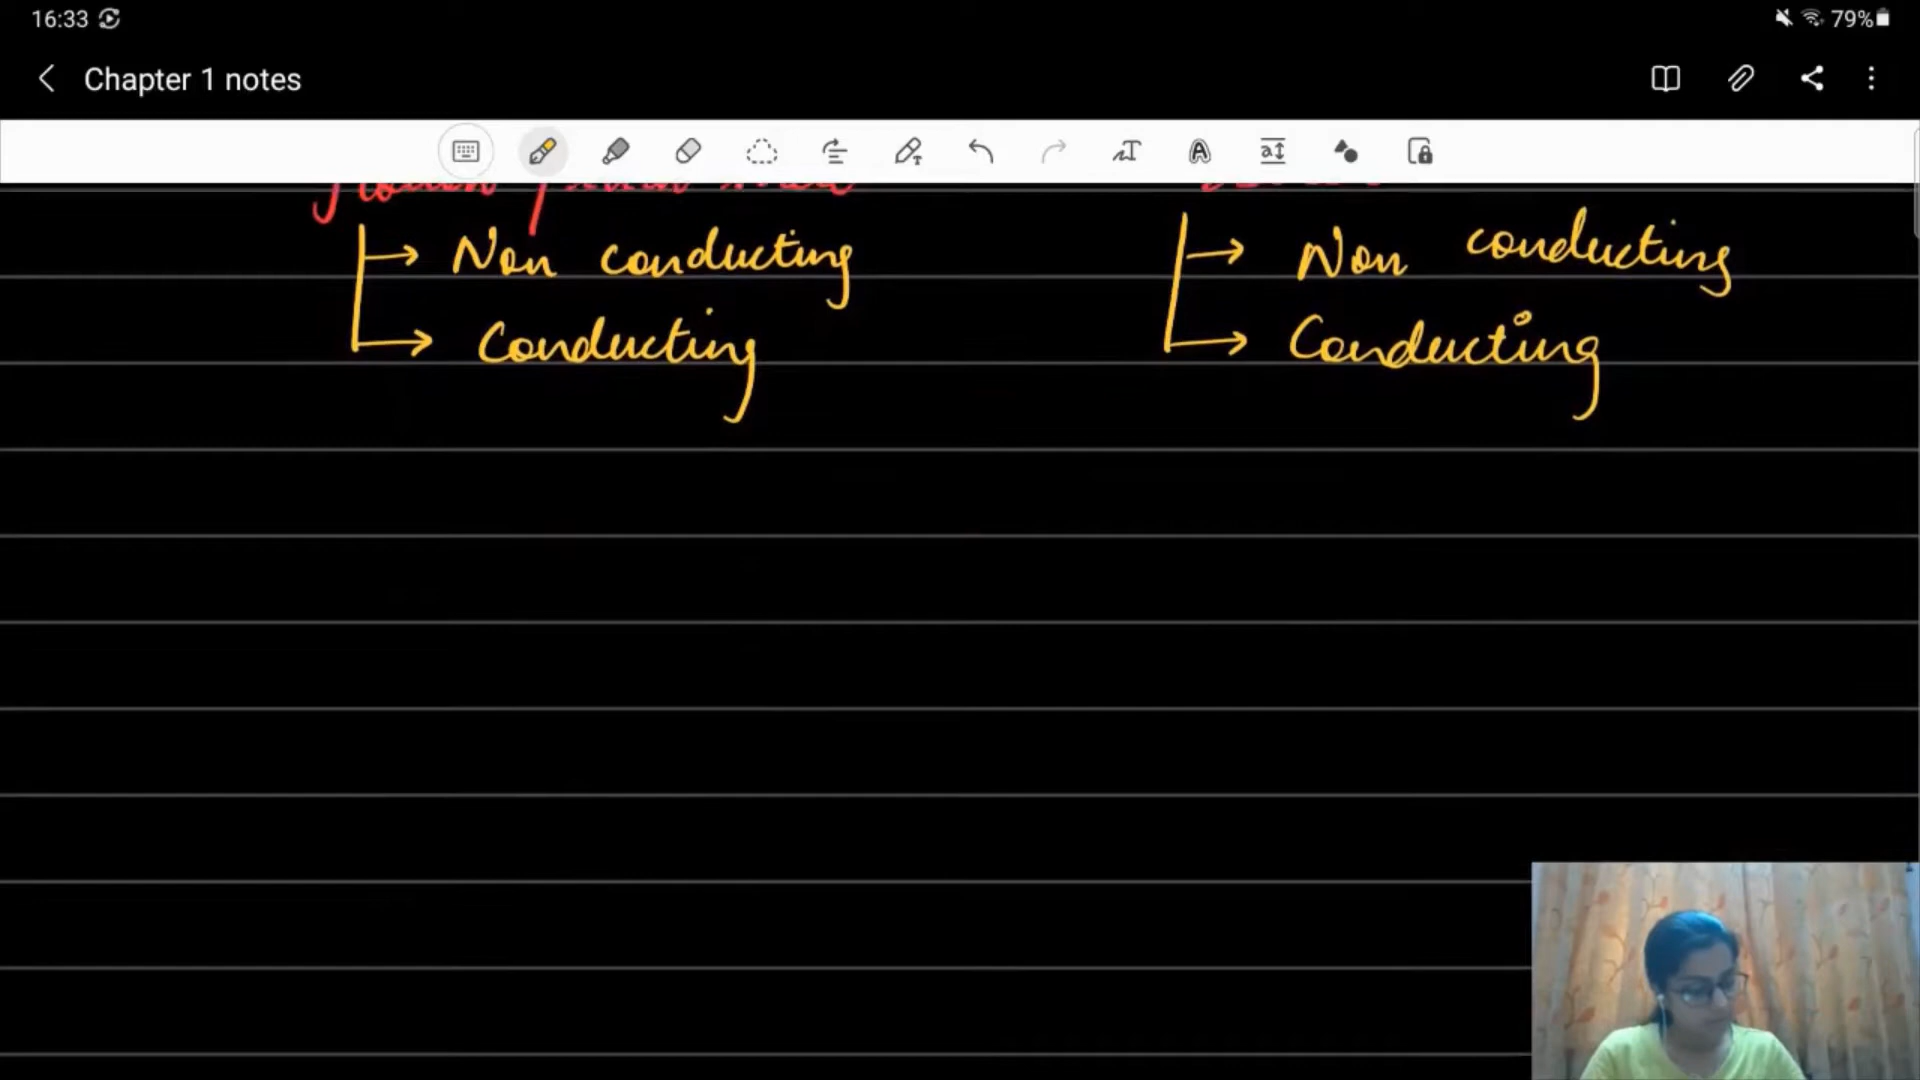 16:33 79%
Chapter 1 notes
Non conducting
Conducting
Non conducting
Conducting